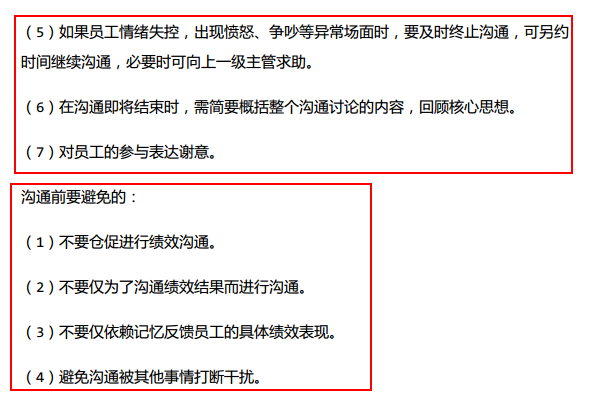 （5）如果员工情绪失控，出现愤怒、争吵等异常场面时，要及时终止沟通，可另约
时间继续沟通，必要时可向上一级主管求助。
（6）在沟通即将结束时，需简要概括整个沟通讨论的内容，回顾核心思想。
（7）对员工的参与表达谢意。
沟通前要避免的：
（1）不要仓促进行绩效沟通。
（2）不要仅为了沟通绩效结果而进行沟通。
（3）不要仅依赖记忆反馈员工的具体绩效表现。
（4）避免沟通被其他事情打断干扰。